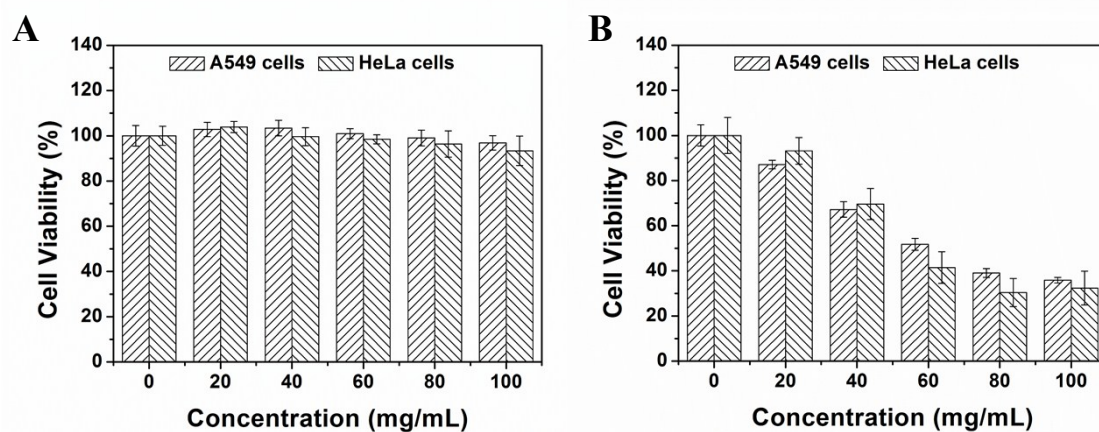 A
140
120
100
80
60
40
20
0
Cell Viability (%)
A549 cells HeLa cells
0 20 40 60 80 100
Concentration (mg/mL)
B
140
120
100
80
60
40
20
0
Cell Viability (%)
A549 cells HeLa cells
0 20 40 60 80 100
Concentration (mg/mL)